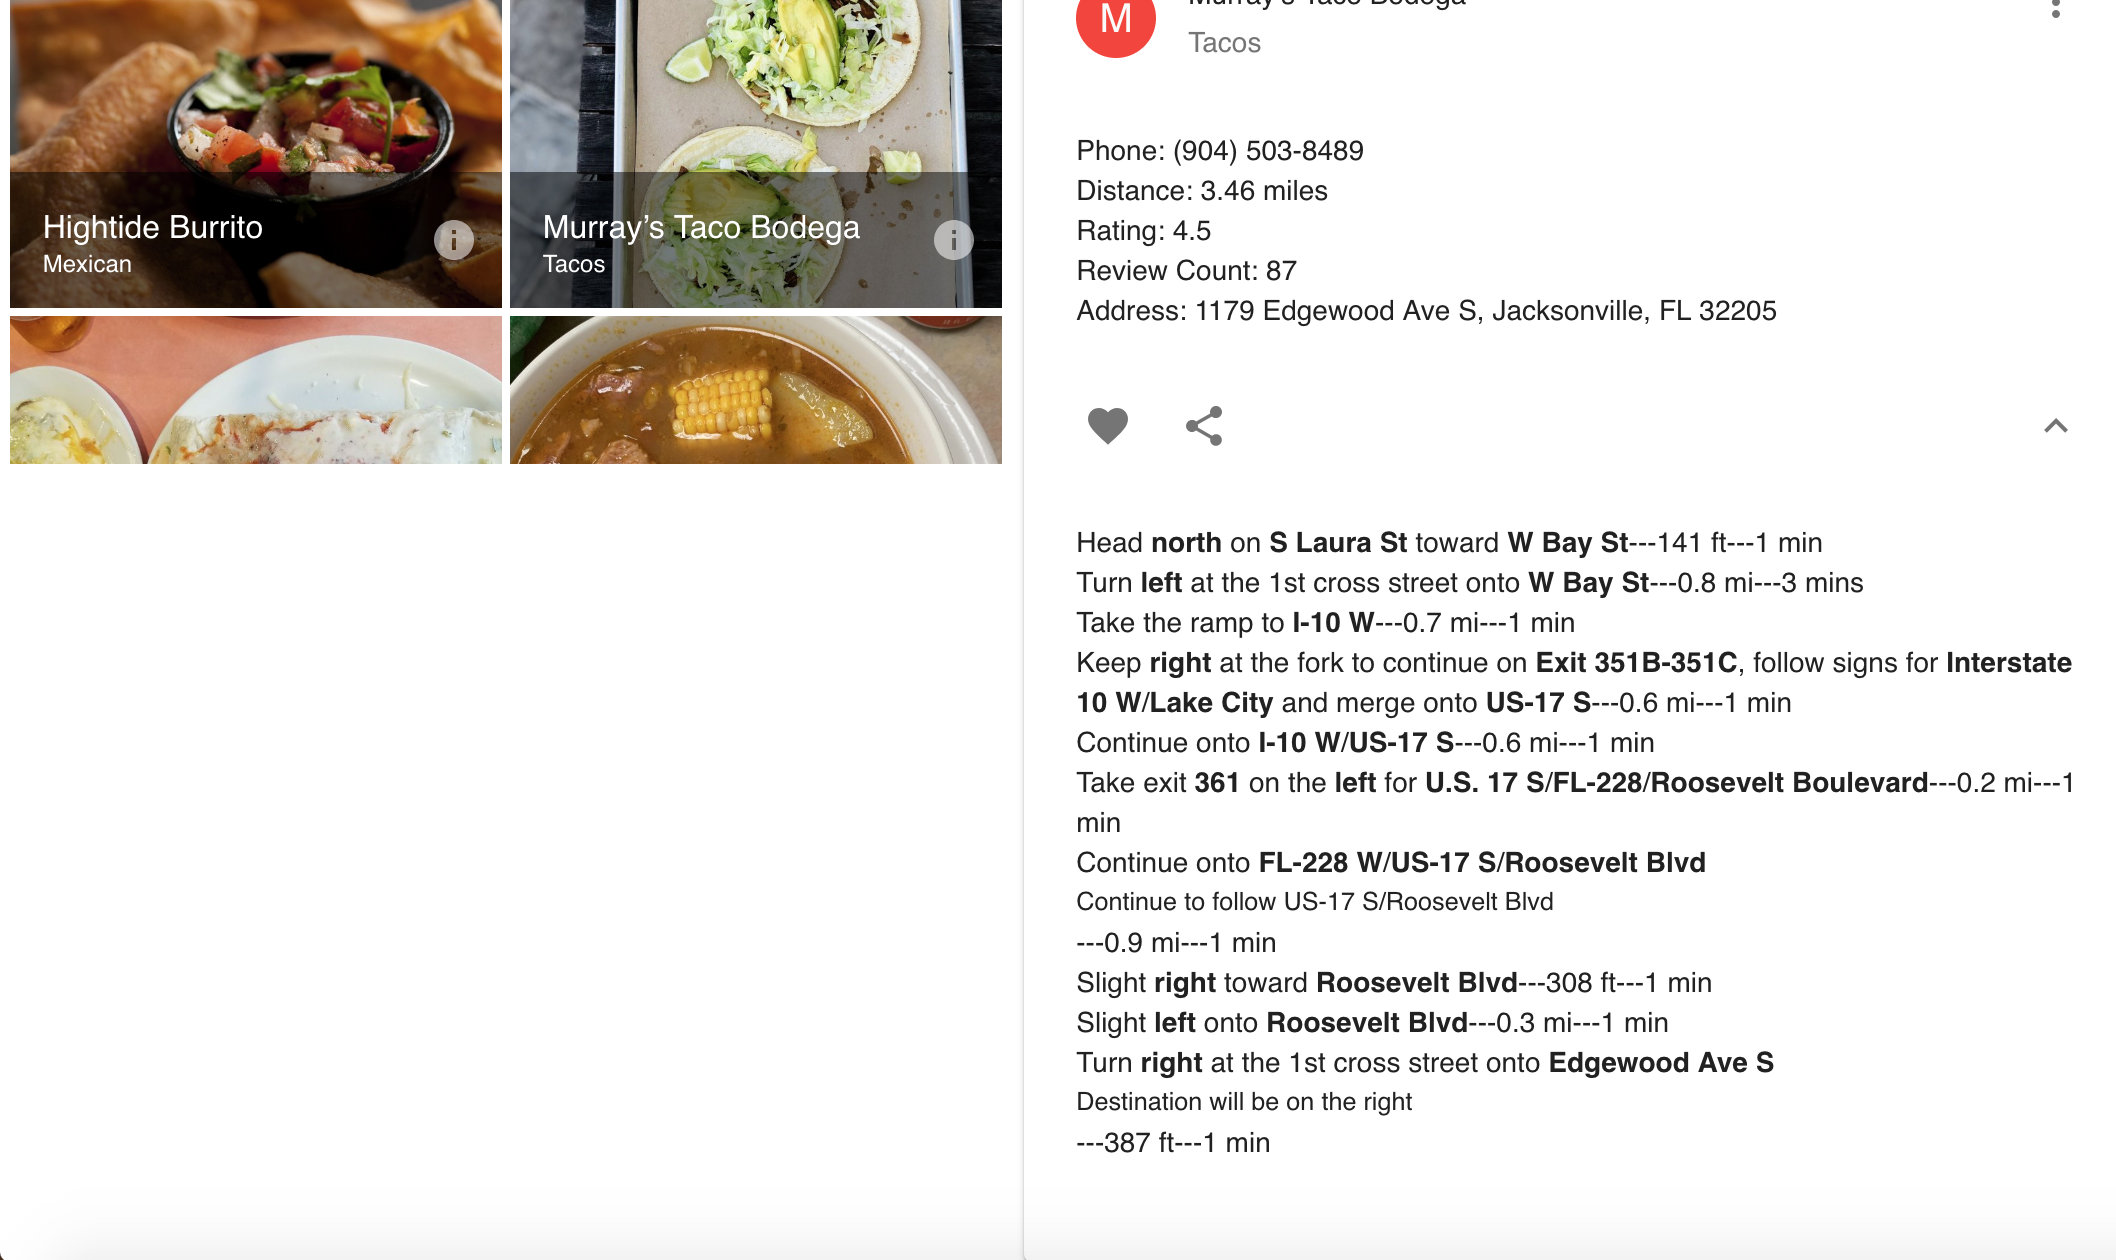 Hightide Burrito
Mexican
Murray’s Taco Bodega
Tacos
M
Murray's Taco Bodega
Tacos
Phone: (904) 503-8489
Distance: 3.46 miles
Rating: 4.5
Review Count: 87
Address: 1179 Edgewood Ave S, Jacksonville, FL 32205
Head north on S Laura St toward W Bay St---141 ft---1 min
Turn left at the 1st cross street onto W Bay St---0.8 mi---3 mins
Take the ramp to I-10 W---0.7 mi---1 min
Keep right at the fork to continue on Exit 351B-351C, follow signs for Interstate
10 W/Lake City and merge onto US-17 S---0.6 mi---1 min
Continue onto I-10 W/US-17 S---0.6 mi---1 min
Take exit 361 on the left for U.S. 17 S/FL-228/Roosevelt Boulevard---0.2 mi---1
min
Continue onto FL-228 W/US-17 S/Roosevelt Blvd
Continue to follow US-17 S/Roosevelt Blvd
---0.9 mi---1 min
Slight right toward Roosevelt Blvd---308 ft---1 min
Slight left onto Roosevelt Blvd---0.3 mi---1 min
Turn right at the 1st cross street onto Edgewood Ave S
Destination will be on the right
---387 ft---1 min